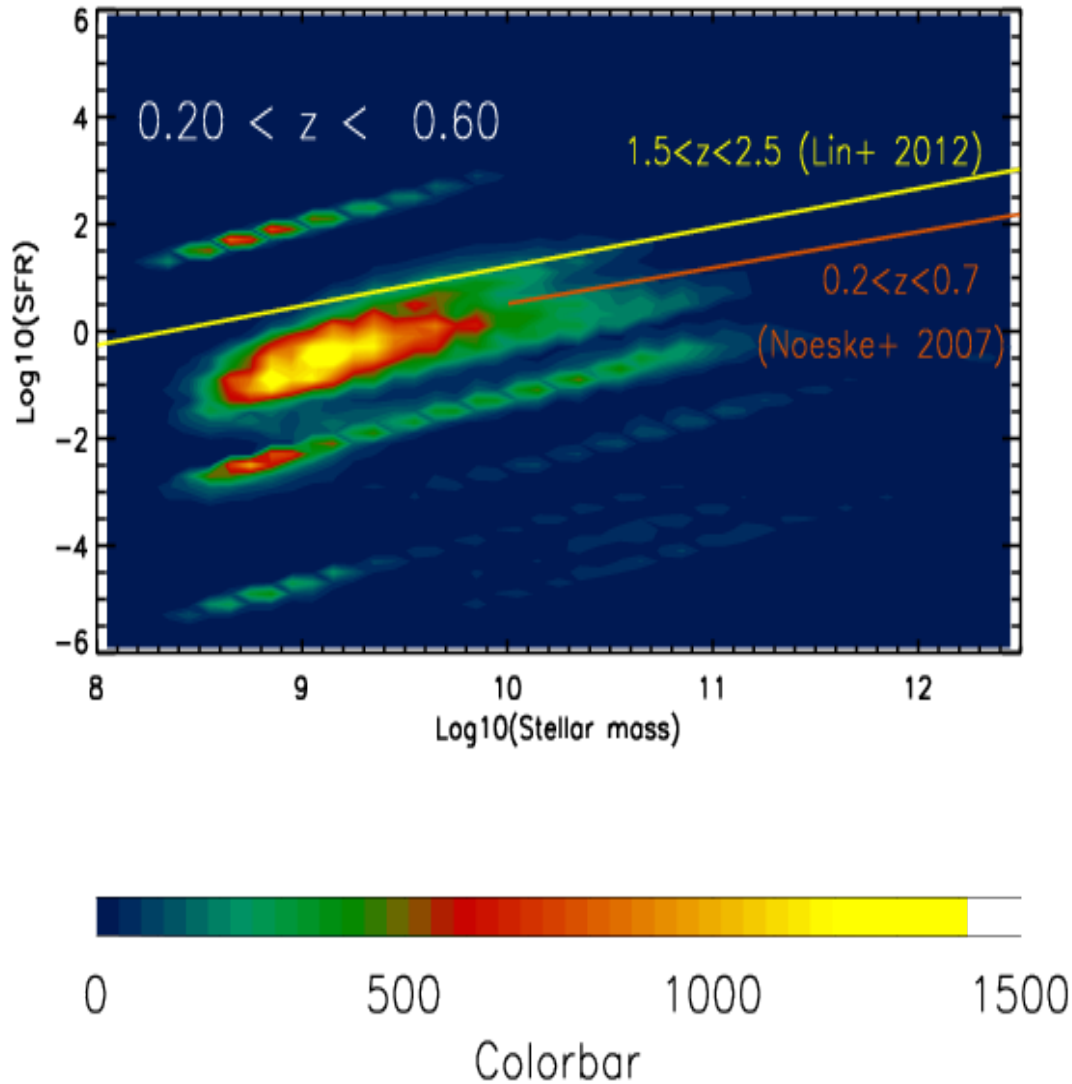 6
4
2
0
−2
−4
−6
Log10(SFR)
0.20 < z < 0.60
1.5<z<2.5 (Lin+ 2012)
0.2<z<0.7
(Noeske+ 2007)
8 9 10 11 12
Log10(Stellar mass)
0 500 1000 1500
Colorbar